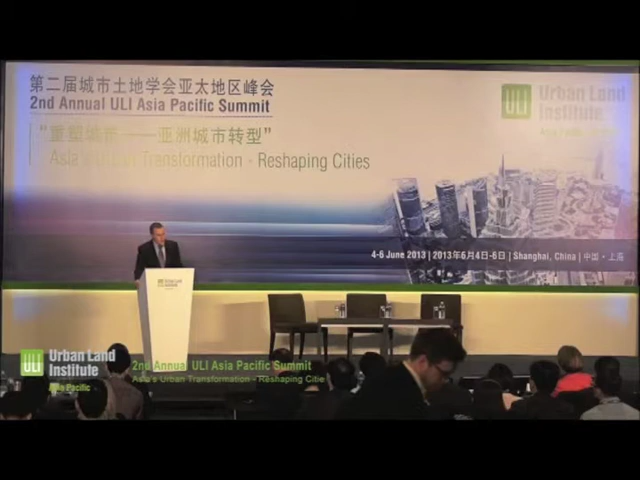 第二届城市土地学会亚太地区峰会
2nd Annual ULI Asia Pacific Summit
"重塑城市——亚洲城市转型"
Asia's Urban Transformation - Reshaping Cities
ULI
Urban Land
Institute
Asia Pacific
4-6 June 2013 | 2013年6月4日-6日 | Shanghai, China | 中国·上海
ULI
Urban Land
Institute
Asia Pacific
2nd Annual ULI Asia Pacific Summit
Asia's Urban Transformation - Reshaping Citie